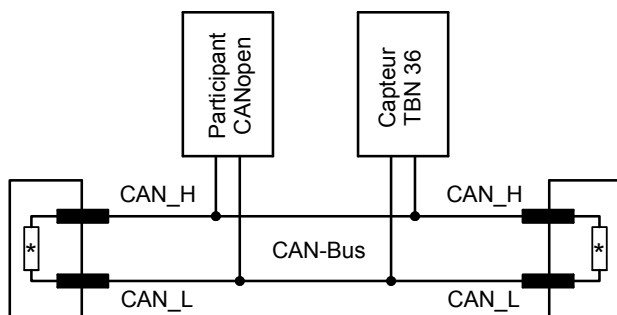 Participant
CANopen
Capteur
TBN 36
CAN_H
CAN_H
*
CAN-Bus
*
CAN_L
CAN_L